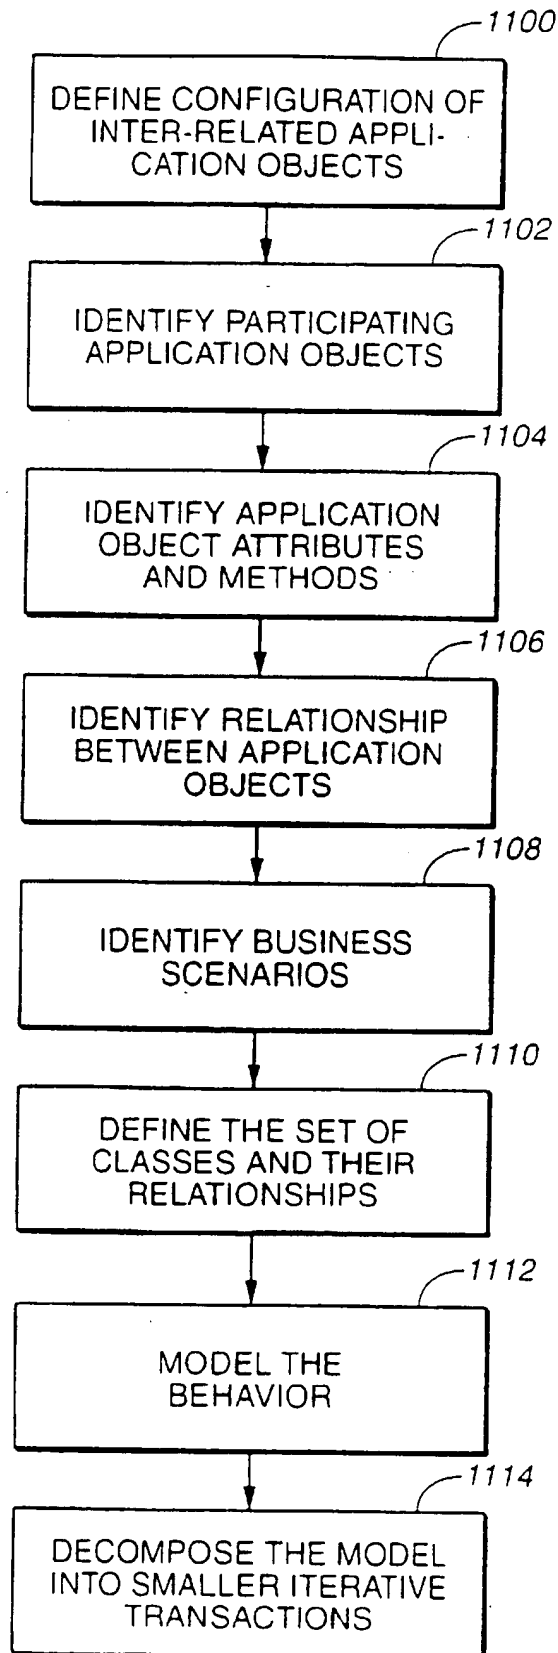 1100
DEFINE CONFIGURATION OF
INTER-RELATED APPLI-
CATION OBJECTS
1102
IDENTIFY PARTICIPATING
APPLICATION OBJECTS
1104
IDENTIFY APPLICATION
OBJECT ATTRIBUTES
AND METHODS
1106
IDENTIFY RELATIONSHIP
BETWEEN APPLICATION
OBJECTS
1108
IDENTIFY BUSINESS
SCENARIOS
1110
DEFINE THE SET OF
CLASSES AND THEIR
RELATIONSHIPS
1112
MODEL THE
BEHAVIOR
1114
DECOMPOSE THE MODEL
INTO SMALLER ITERATIVE
TRANSACTIONS